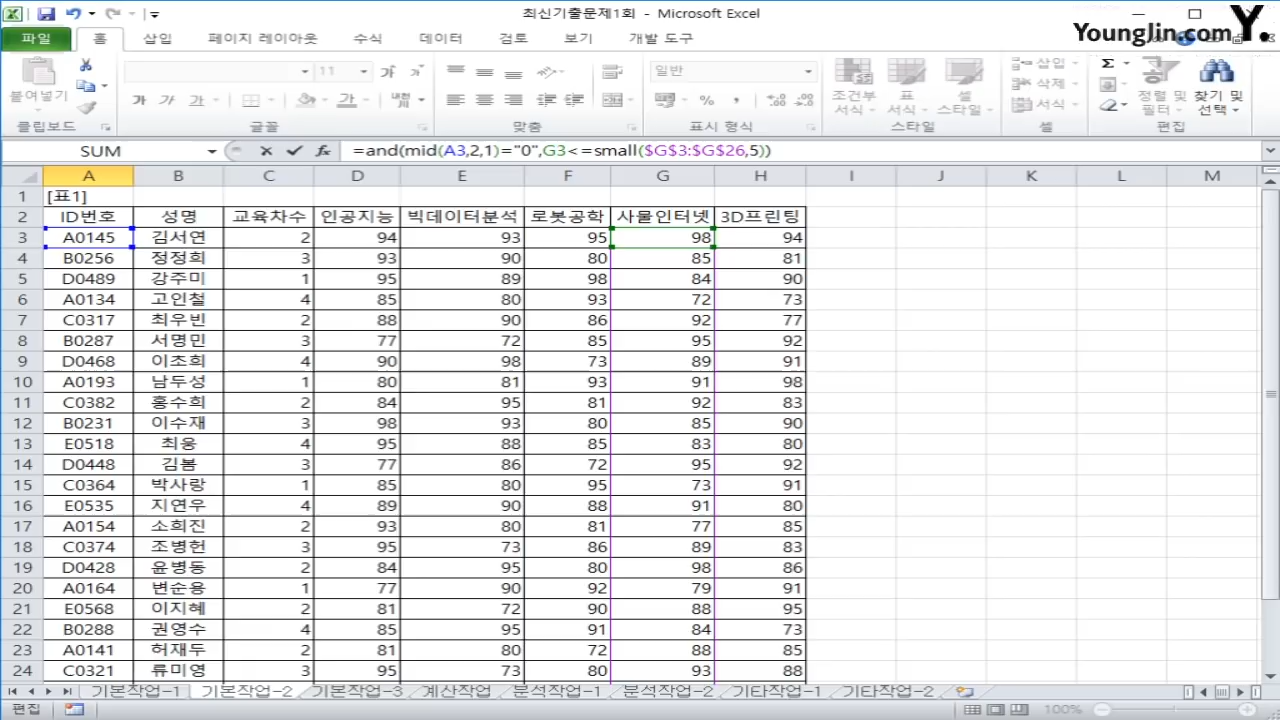 최신기출문제1회 - Microsoft Excel
YoungJin.com Y.
파일 홈 삽입 페이지 레이아웃 수식 데이터 검토 보기 개발 도구
붙여넣기
클립보드
11
가 가 가
글꼴
맞춤
일반
% ,
표시 형식
조건부 서식 표 서식 셀 스타일
스타일
삽입
삭제
서식
셀
Σ
정렬 및 필터 찾기 및 선택
편집
SUM fx =and(mid(A3,2,1)="0",G3<=small($G$3:$G$26,5))
A B C D E F G H I J K L M
1 [표1]
2 ID번호 성명 교육차수 인공지능 빅데이터분석 로봇공학 사물인터넷 3D프린팅
3 A0145 김서연 2 94 93 95 98 94
4 B0256 정정희 3 93 90 80 85 81
5 D0489 강주미 1 95 89 98 84 90
6 A0134 고인철 4 85 80 93 72 73
7 C0317 최우빈 2 88 90 86 92 77
8 B0287 서명민 3 77 72 85 95 92
9 D0468 이초희 4 90 98 73 89 91
10 A0193 남두성 1 80 81 93 91 98
11 C0382 홍수희 2 84 95 81 92 83
12 B0231 이수재 3 98 93 80 85 90
13 E0518 최웅 4 95 88 85 83 80
14 D0448 김봄 3 77 86 72 95 92
15 C0364 박사랑 1 85 80 95 73 91
16 E0535 지연우 4 89 90 88 91 80
17 A0154 소희진 2 93 80 81 77 85
18 C0374 조병헌 3 95 73 86 89 83
19 D0428 윤병동 2 84 95 80 98 86
20 A0164 변순용 1 77 90 92 79 91
21 E0568 이지혜 2 81 72 90 88 95
22 B0288 권영수 4 85 95 91 84 73
23 A0141 허재두 2 81 80 72 88 85
24 C0321 류미영 3 95 73 80 93 88
기본작업-1 기본작업-2 기본작업-3 계산작업 분석작업-1 분석작업-2 기타작업-1 기타작업-2
편집 100%